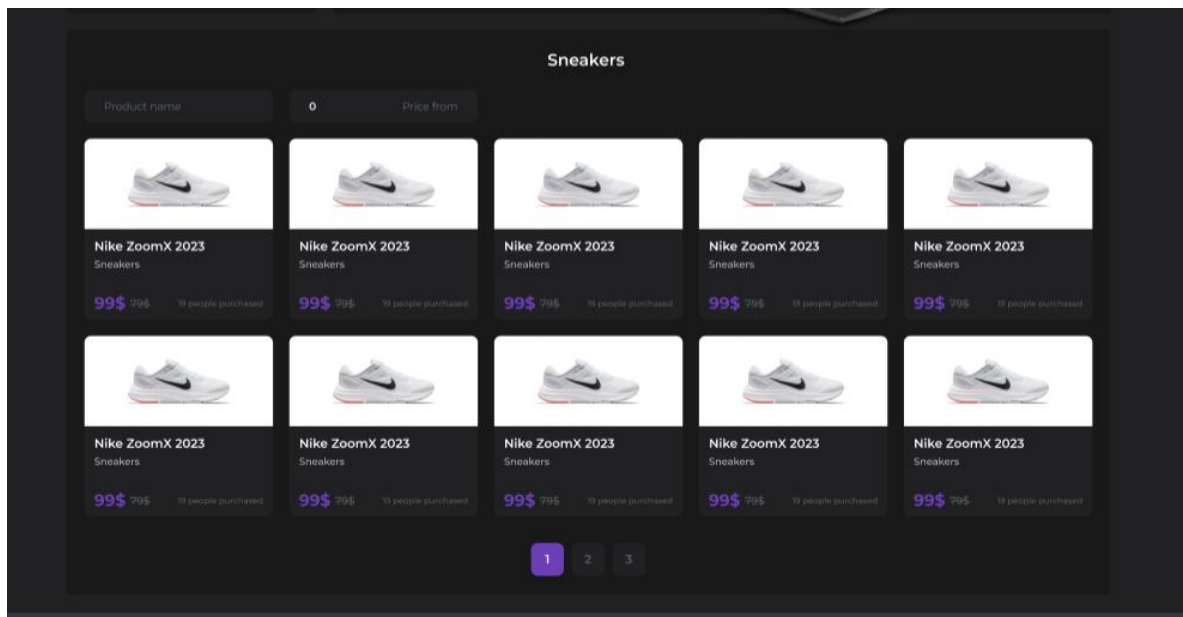 Sneakers
Product name
0 Price from
Nike ZoomX 2023 Nike ZoomX 2023 Nike ZoomX 2023 Nike ZoomX 2023 Nike ZoomX 2023
Sneakers Sneakers Sneakers Sneakers Sneakers
99$ 79$ 19 people purchased 99$ 79$ 19 people purchased 99$ 79$ 19 people purchased 99$ 79$ 19 people purchased 99$ 79$ 19 people purchased
Nike ZoomX 2023 Nike ZoomX 2023 Nike ZoomX 2023 Nike ZoomX 2023 Nike ZoomX 2023
Sneakers Sneakers Sneakers Sneakers Sneakers
99$ 79$ 19 people purchased 99$ 79$ 19 people purchased 99$ 79$ 19 people purchased 99$ 79$ 19 people purchased 99$ 79$ 19 people purchased
1 2 3